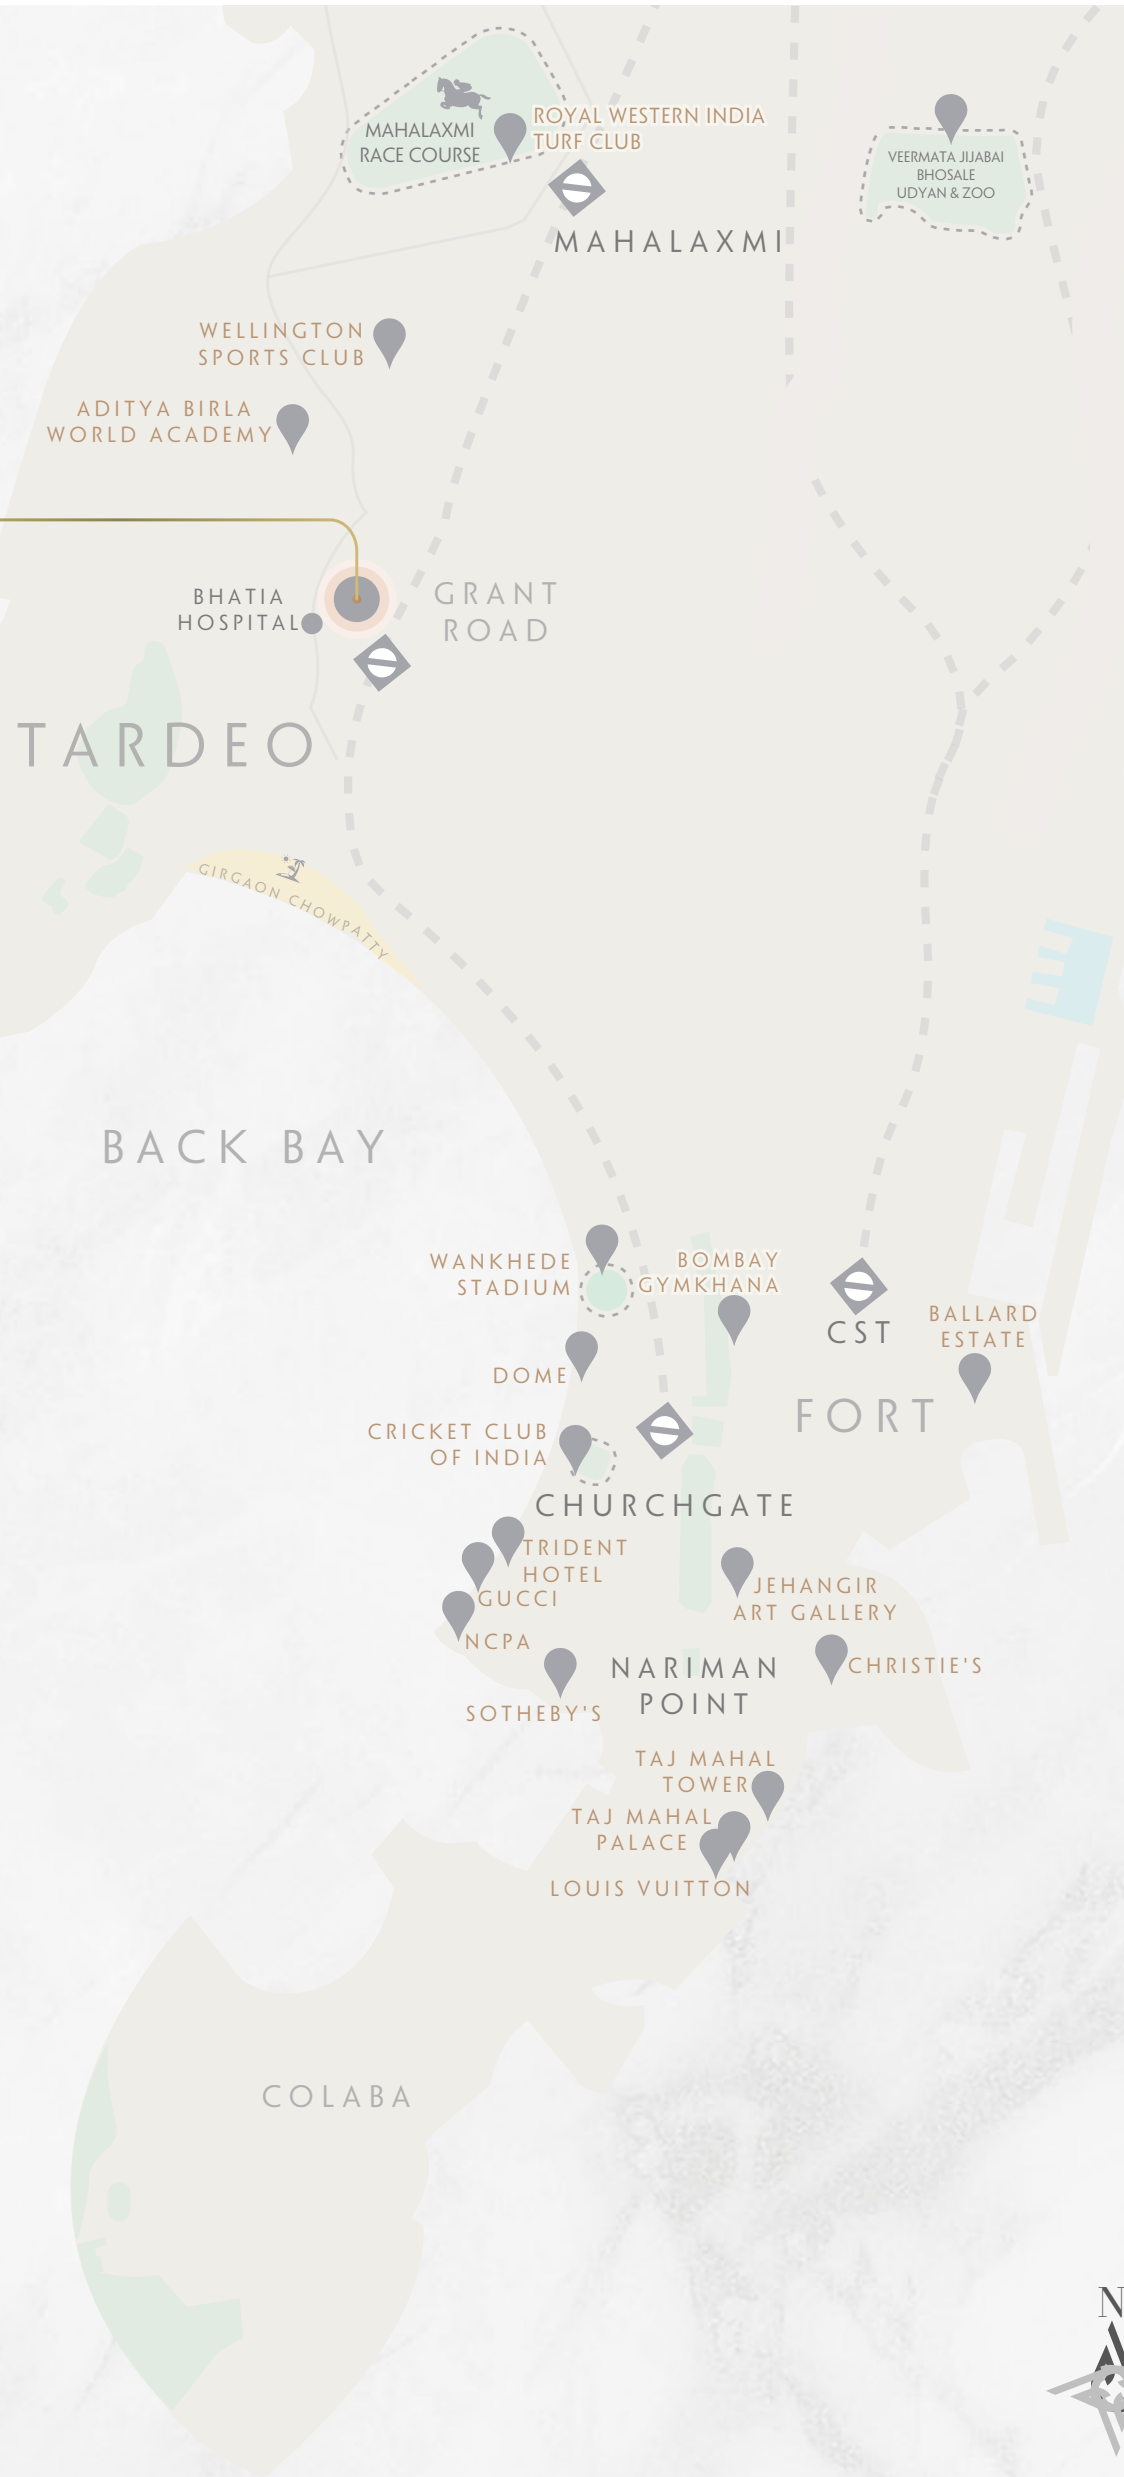 MAHALAXMI
RACE COURSE
ROYAL WESTERN INDIA
TURF CLUB
VEERMATA JIJABAI
BHOSALE
UDYAN & ZOO
MAHALAXMI
WELLINGTON
SPORTS CLUB
ADITYA BIRLA
WORLD ACADEMY
BHATIA
HOSPITAL
GRANT
ROAD
TARDEO
GIRGAON CHOWPATTY
BACK BAY
WANKHEDE
STADIUM
BOMBAY
GYMKHANA
CST
BALLARD
ESTATE
DOME
FORT
CRICKET CLUB
OF INDIA
CHURCHGATE
TRIDENT
HOTEL
GUCCI
JEHANGIR
ART GALLERY
NCPA
NARIMAN
POINT
CHRISTIE'S
SOTHEBY'S
TAJ MAHAL
TOWER
TAJ MAHAL
PALACE
LOUIS VUITTON
COLABA
N